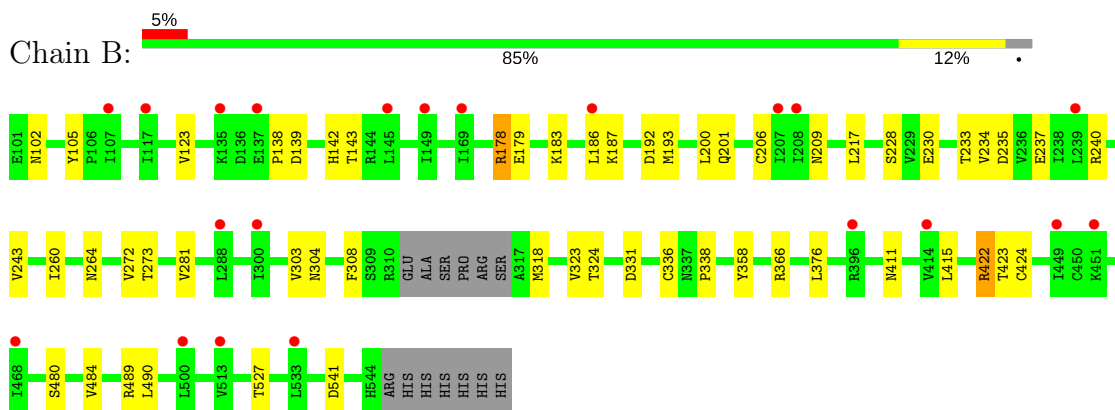 5%
Chain B:
85% 12% •
E101 N102 Y105 P106 I107 I117 V123 K135 D136 E137 P138 D139 H142 T143 R144 L145 I149 I169 R178 E179 K183 L186 K187 D192 M193 L200 Q201 C206 I207 I208 N209 L217 S228 V229 E230 T233 V234 D235 V236 E237 I238 L239 R240
V243 I260 N264 V272 T273 V281 L288 I300 V303 N304 F308 S309 R310 GLU ALA SER PRO ARG SER A317 M318 V323 T324 D331 C336 N337 P338 Y358 R366 L376 R396 N411 V414 L415 R422 T423 C424 I449 C450 K451
I468 S480 V484 R489 L490 L500 V513 T527 L533 D541 H544 ARG HIS HIS HIS HIS HIS HIS